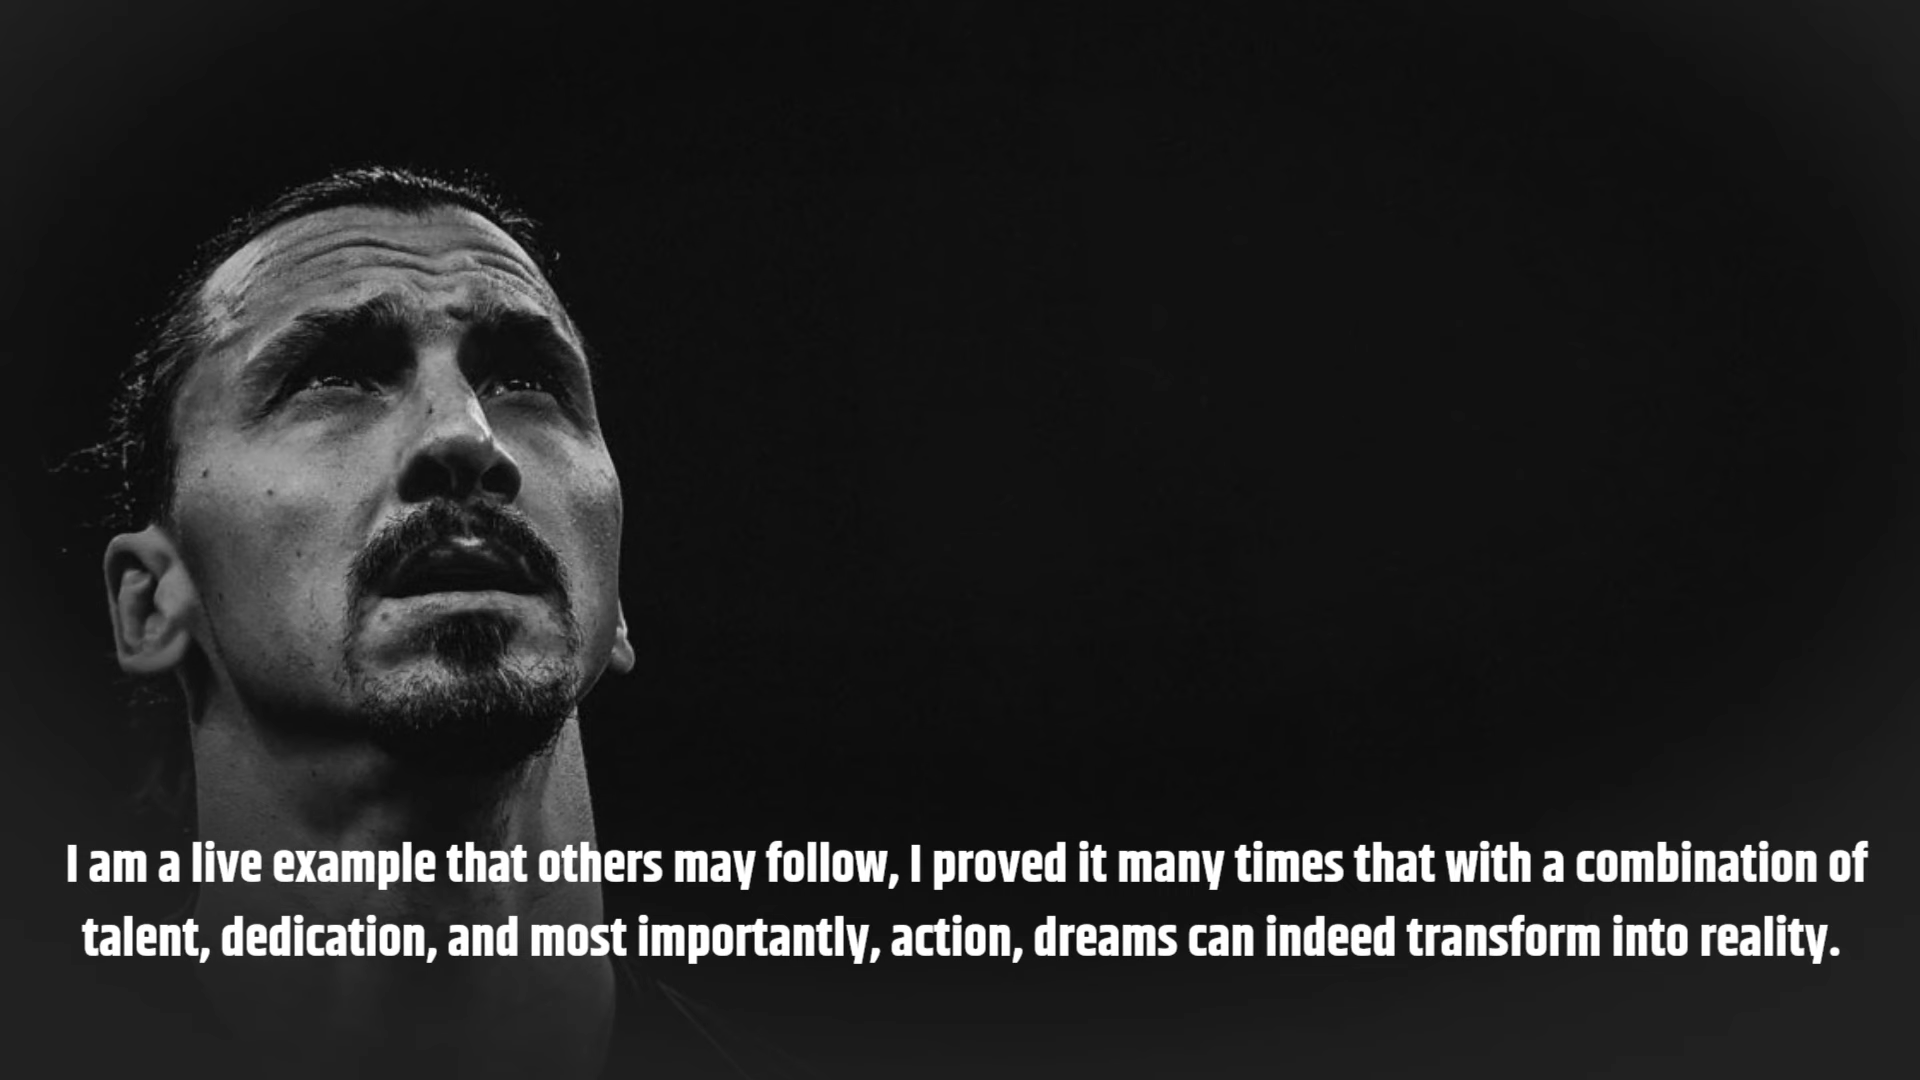 I am a live example that others may follow, I proved it many times that with a combination of
talent, dedication, and most importantly, action, dreams can indeed transform into reality.